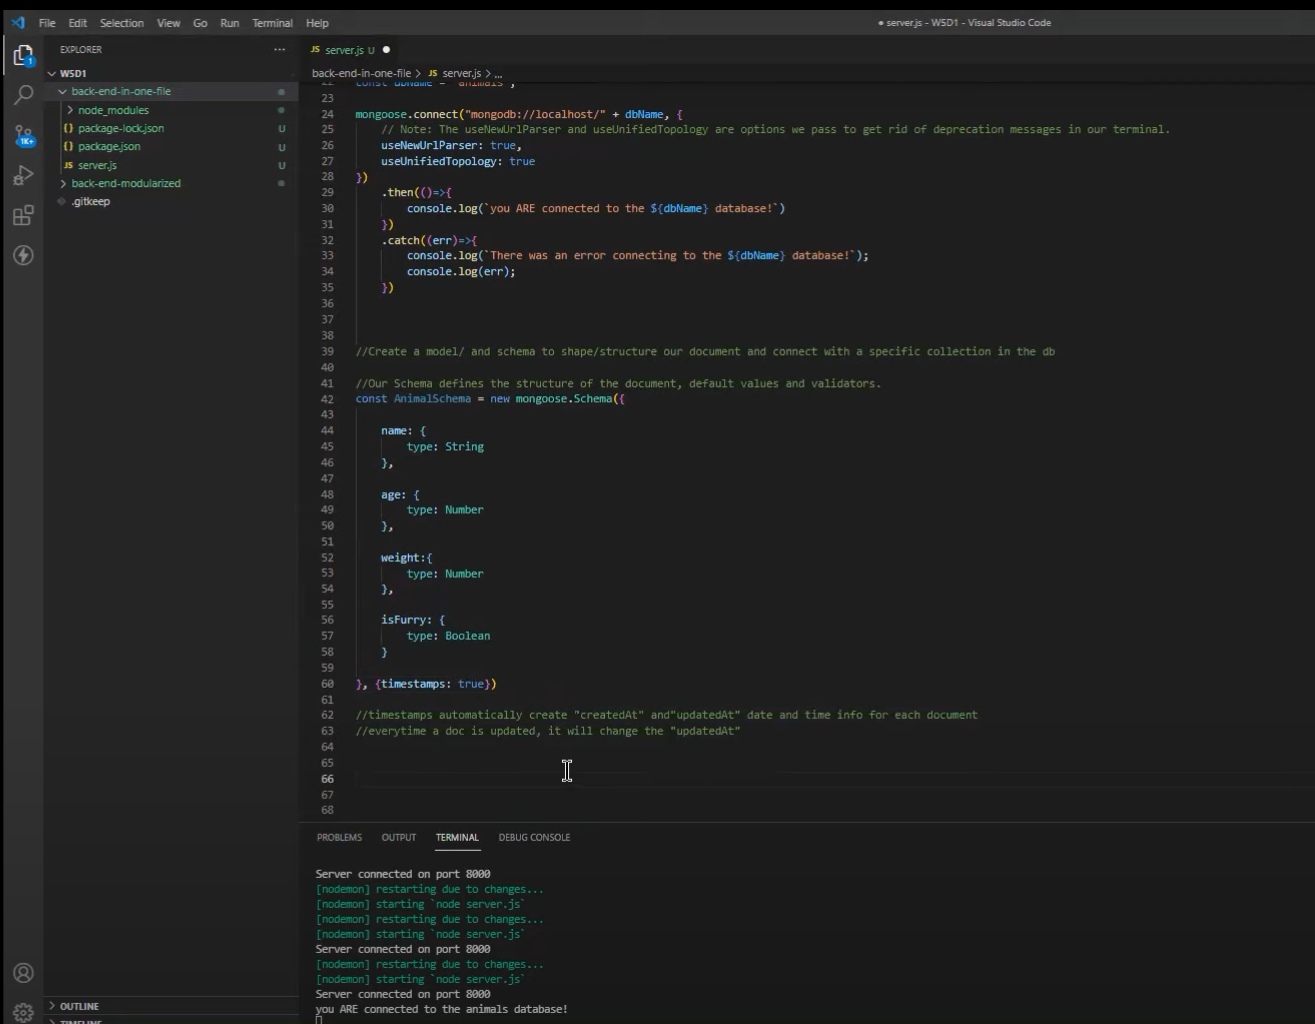 File Edit Selection View Go Run Terminal Help
● server.js - W5D1 - Visual Studio Code
EXPLORER ···
W5D1
back-end-in-one-file
node_modules
package-lock.json U
package.json U
server.js U
back-end-modularized
.gitkeep
OUTLINE
1
1K+
JS server.js U ●
back-end-in-one-file > JS server.js > ...
22 const dbName = "animals";
23
24 mongoose.connect("mongodb://localhost/" + dbName, {
25 // Note: The useNewUrlParser and useUnifiedTopology are options we pass to get rid of deprecation messages in our terminal.
26 useNewUrlParser: true,
27 useUnifiedTopology: true
28 })
29 .then(()=>{
30 console.log(`you ARE connected to the ${dbName} database!`)
31 })
32 .catch((err)=>{
33 console.log(`There was an error connecting to the ${dbName} database!`);
34 console.log(err);
35 })
36
37
38
39 //Create a model/ and schema to shape/structure our document and connect with a specific collection in the db
40
41 //Our Schema defines the structure of the document, default values and validators.
42 const AnimalSchema = new mongoose.Schema({
43
44 name: {
45 type: String
46 },
47
48 age: {
49 type: Number
50 },
51
52 weight:{
53 type: Number
54 },
55
56 isFurry: {
57 type: Boolean
58 }
59
60 }, {timestamps: true})
61
62 //timestamps automatically create "createdAt" and"updatedAt" date and time info for each document
63 //everytime a doc is updated, it will change the "updatedAt"
64
65
66
67
68
PROBLEMS OUTPUT TERMINAL DEBUG CONSOLE
Server connected on port 8000
[nodemon] restarting due to changes...
[nodemon] starting `node server.js`
[nodemon] restarting due to changes...
[nodemon] starting `node server.js`
Server connected on port 8000
[nodemon] restarting due to changes...
[nodemon] starting `node server.js`
Server connected on port 8000
you ARE connected to the animals database!